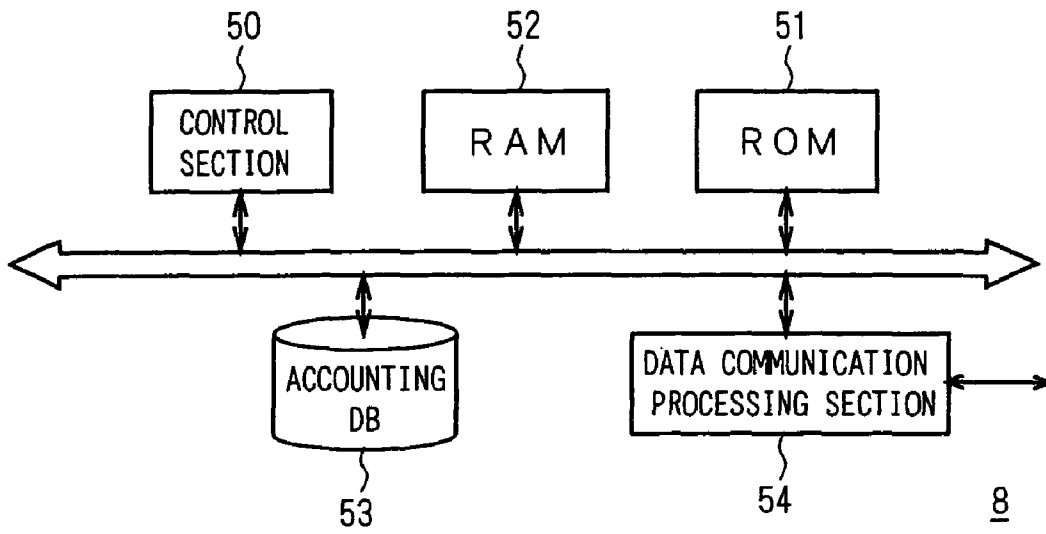 50
52
51
CONTROL
SECTION
RAM
ROM
ACCOUNTING
DB
DATA COMMUNICATION
PROCESSING SECTION
53
54
8